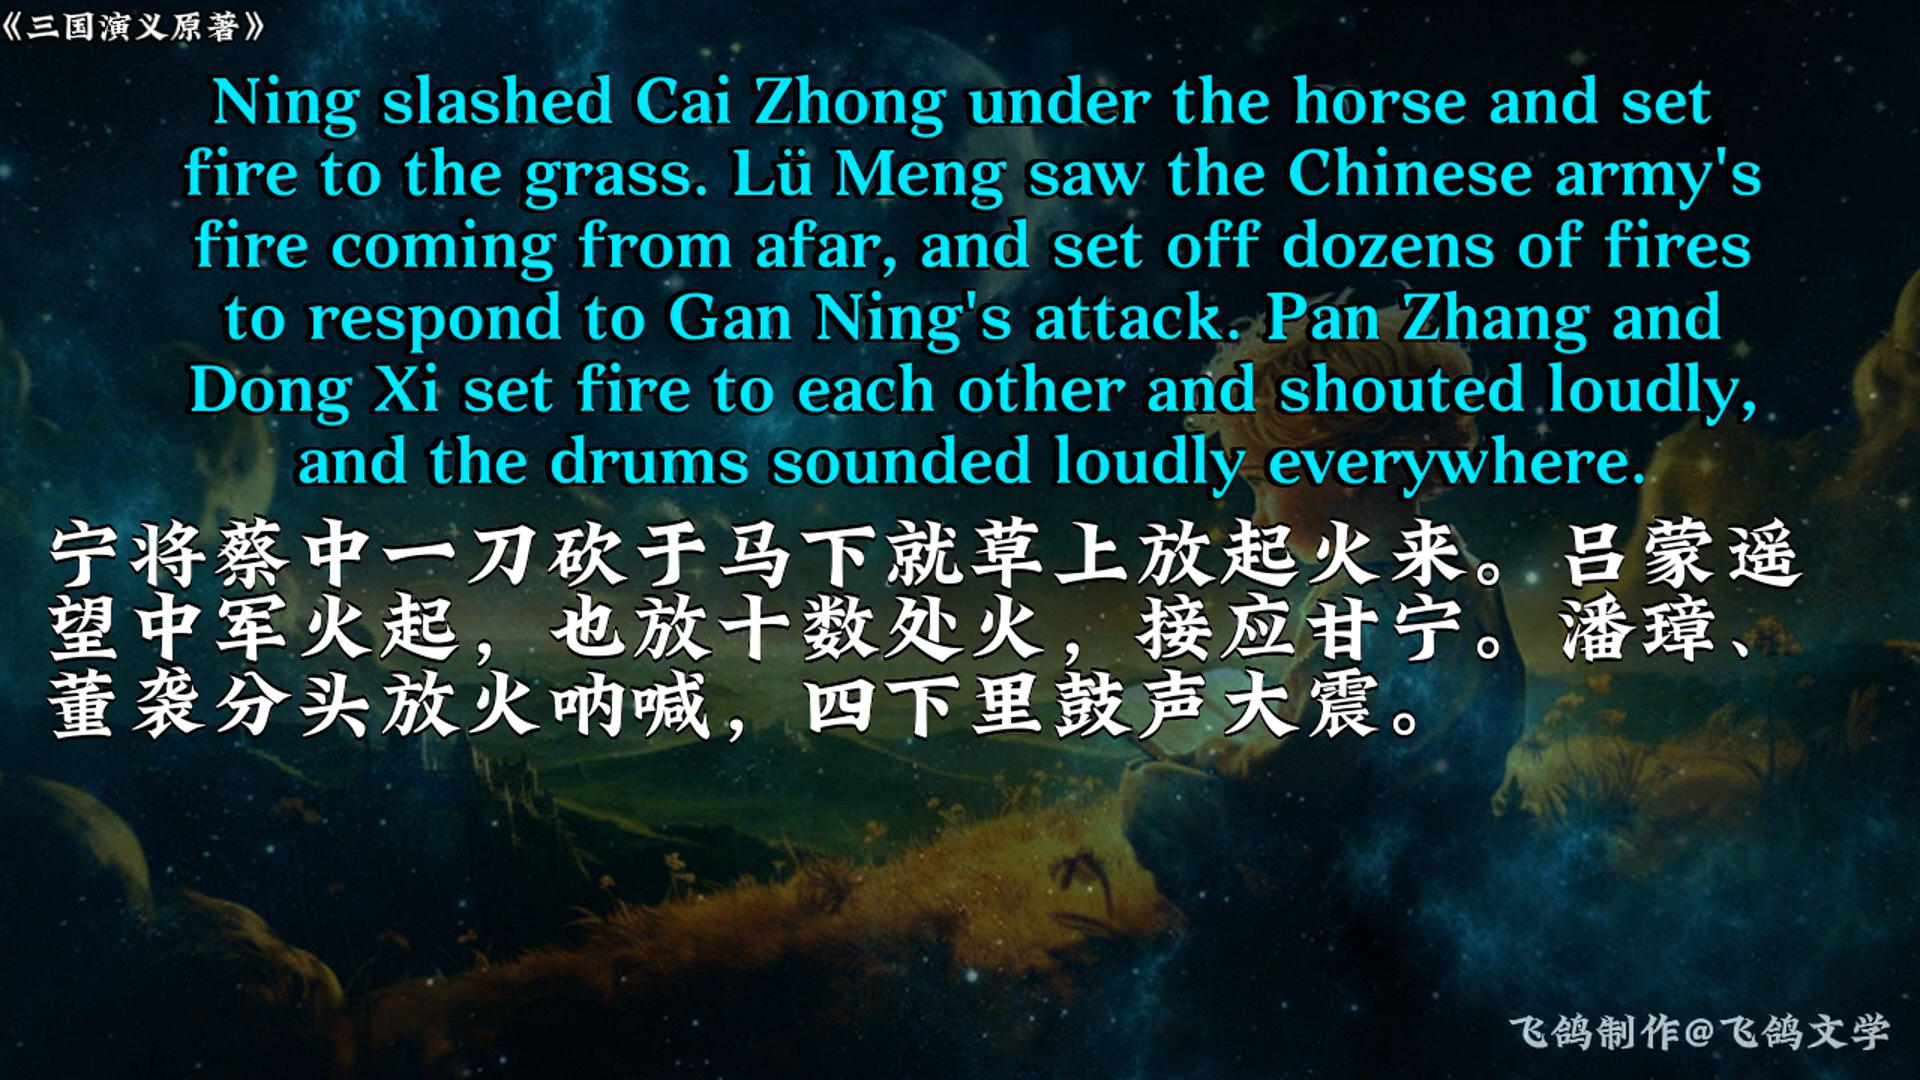 《三国演义原著》
Ning slashed Cai Zhong under the horse and set
fire to the grass. Lü Meng saw the Chinese army's
fire coming from afar, and set off dozens of fires
to respond to Gan Ning's attack. Pan Zhang and
Dong Xi set fire to each other and shouted loudly,
and the drums sounded loudly everywhere.
宁将蔡中一刀砍于马下就草上放起火来。吕蒙遥
望中军火起，也放十数处火，接应甘宁。潘璋、
董袭分头放火呐喊，四下里鼓声大震。
飞鸽制作@飞鸽文学